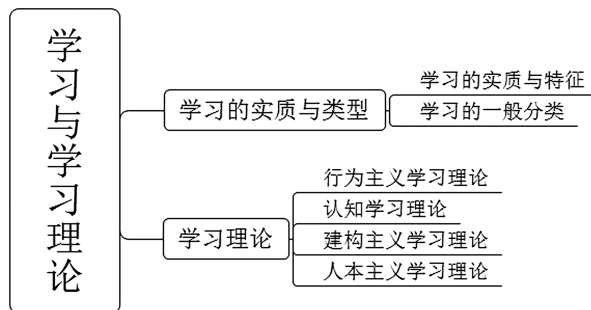 学习与学习理论
学习的实质与类型
学习的实质与特征
学习的一般分类
学习理论
行为主义学习理论
认知学习理论
建构主义学习理论
人本主义学习理论